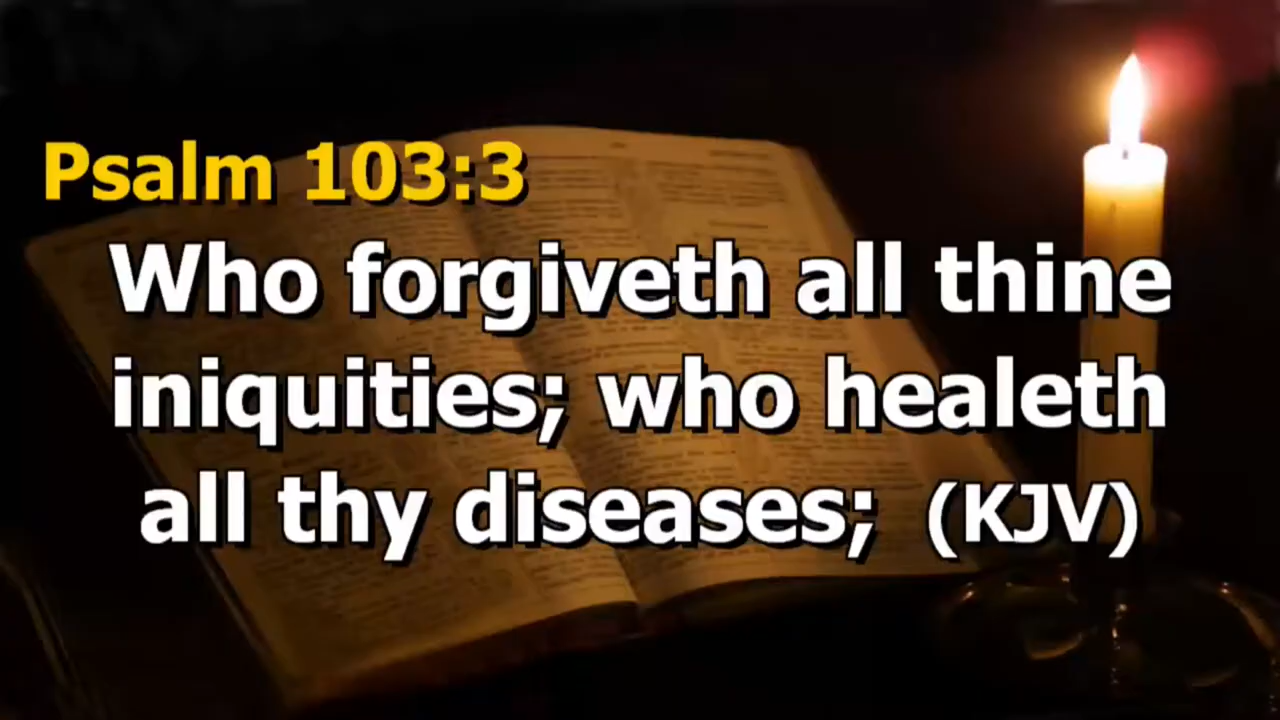 Psalm 103:3
Who forgiveth all thine
iniquities; who healeth
all thy diseases; (KJV)